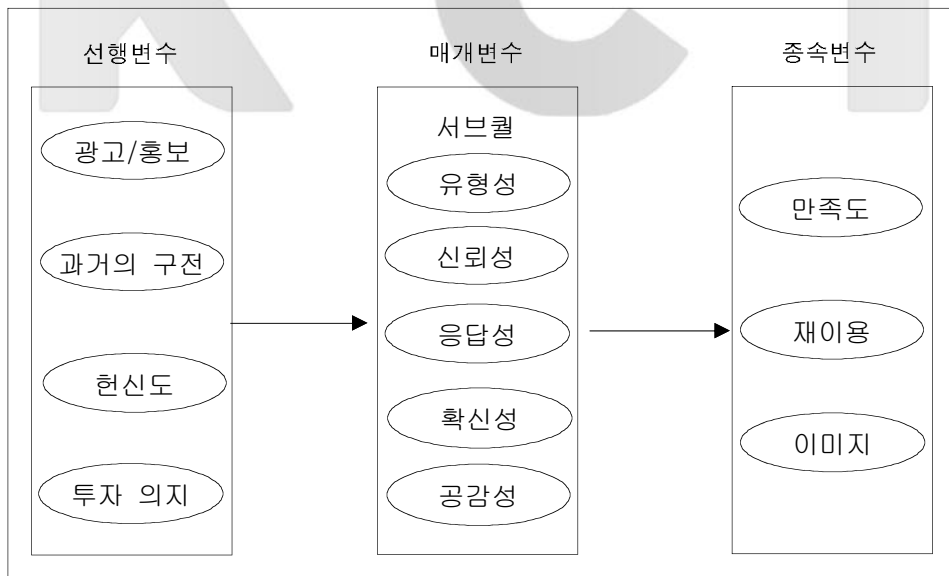 선행변수
광고/홍보
과거의 구전
헌신도
투자 의지
매개변수
서브퀄
유형성
신뢰성
응답성
확신성
공감성
종속변수
만족도
재이용
이미지